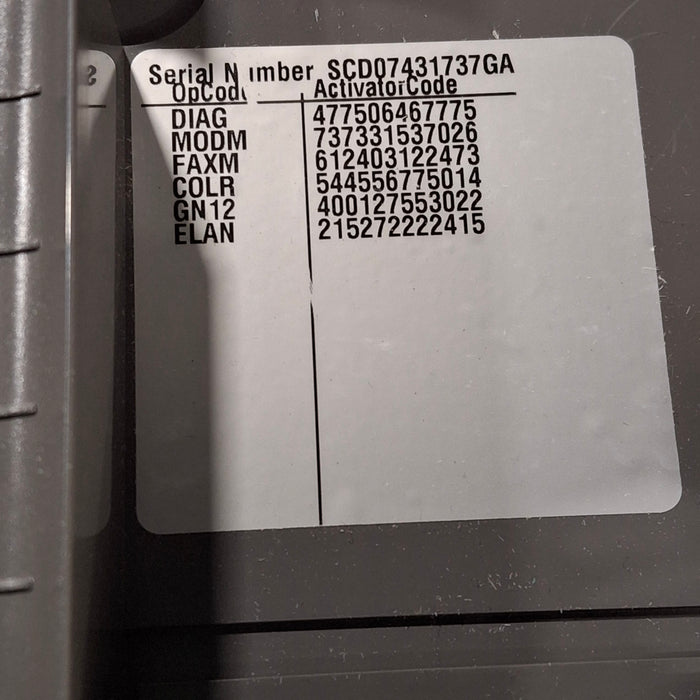 Serial Number SCD07431737GA
OpCode ActivatorCode
DIAG 477506467775
MODM 737331537026
FAXM 612403122473
COLR 544556775014
GN12 400127553022
ELAN 215272222415